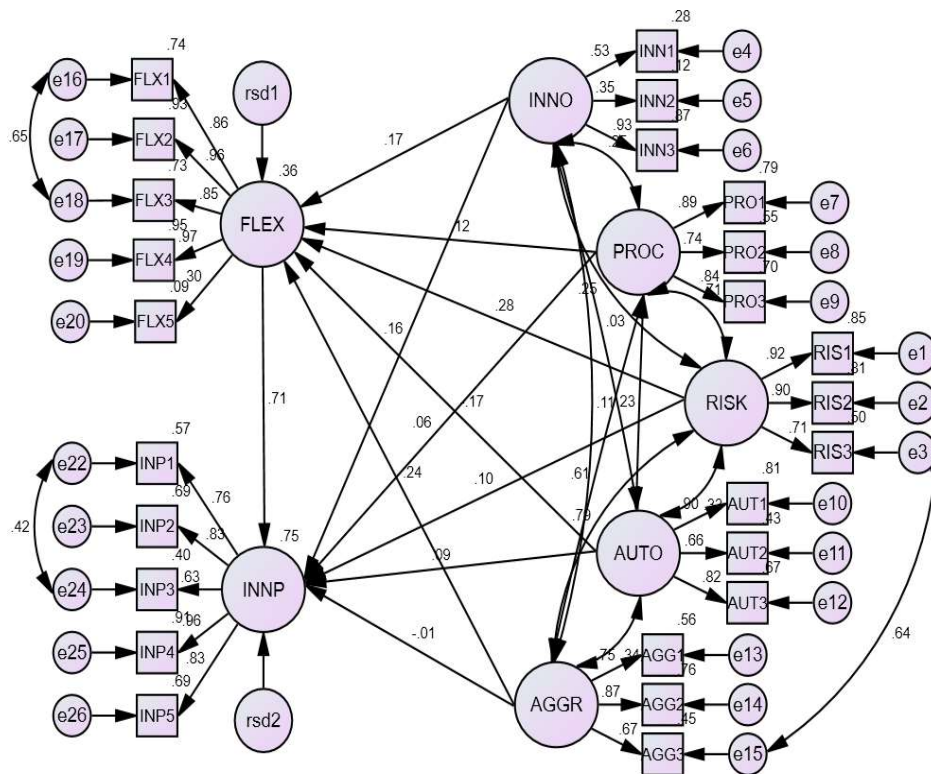 .28
.74
.53
INN1
e4
e16
FLX1
.12
rsd1
INNO
.35
INN2
e5
.93
.87
e17
FLX2
.86
.17
.93
INN3
e6
.65
.25
.73
.96
.36
.79
e18
FLX3
.85
.89
PRO1
e7
.95
FLEX
.12
.55
e19
FLX4
.97
PROC
.74
PRO2
e8
.30
.70
.09
.84
.25
.71
PRO3
e9
e20
FLX5
.28
.03
.16
.85
.92
RIS1
e1
.81
.71
RISK
.90
RIS2
e2
.17
.11
.23
.50
.06
.71
RIS3
e3
.57
e22
INP1
.24
.61
.10
.81
.76
.69
.90
.33
AUT1
e10
.42
e23
INP2
.83
.75
.79
.43
.40
AUTO
.66
AUT2
e11
.09
.67
e24
INP3
.63
INNP
.82
AUT3
e12
.91
.96
-.01
.56
.64
e25
INP4
.75
.34
AGG1
e13
.83
.76
.69
AGGR
.87
AGG2
e14
e26
INP5
rsd2
.45
.67
AGG3
e15